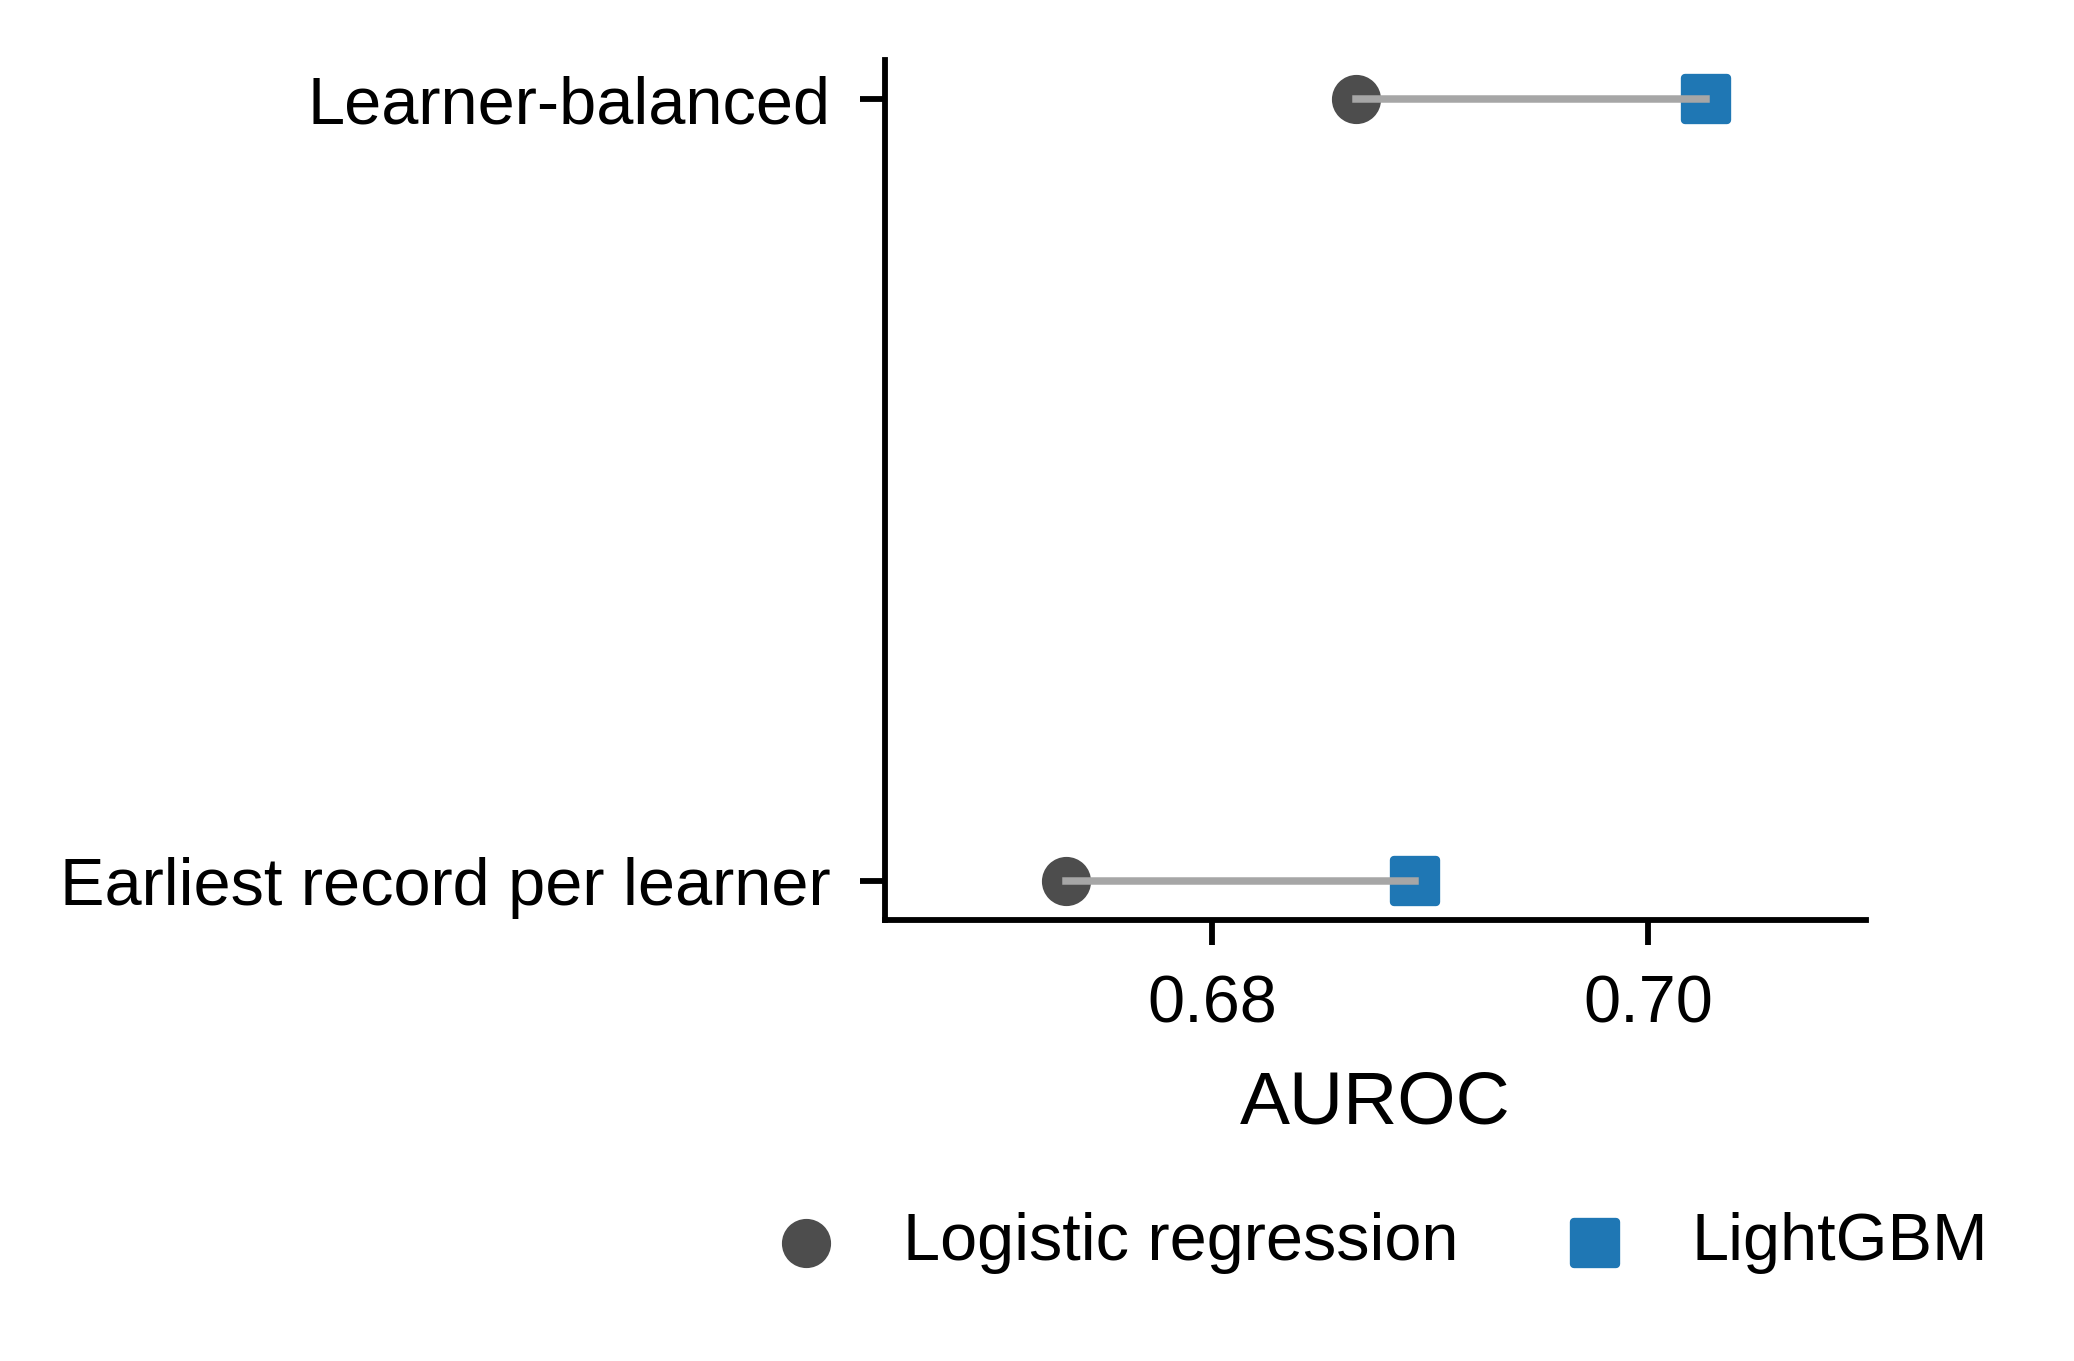 Learner-balanced
Earliest record per learner
0.68 0.70
AUROC
Logistic regression LightGBM